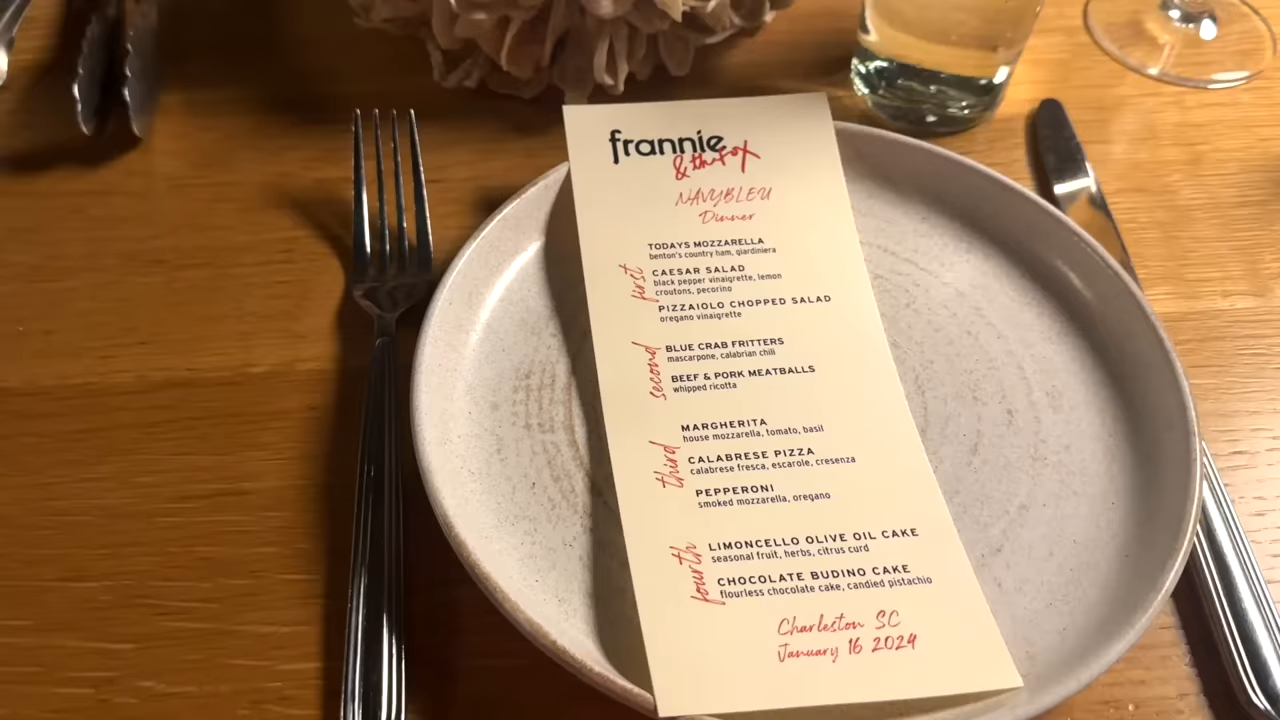 frannie
& the fox
NAVYBLEU
Dinner
first
TODAYS MOZZARELLA
benton's country ham, giardiniera
CAESAR SALAD
black pepper vinaigrette, lemon
croutons, pecorino
PIZZAIOLO CHOPPED SALAD
oregano vinaigrette
second
BLUE CRAB FRITTERS
mascarpone, calabrian chili
BEEF & PORK MEATBALLS
whipped ricotta
third
MARGHERITA
house mozzarella, tomato, basil
CALABRESE PIZZA
calabrese fresca, escarole, cresenza
PEPPERONI
smoked mozzarella, oregano
fourth
LIMONCELLO OLIVE OIL CAKE
seasonal fruit, herbs, citrus curd
CHOCOLATE BUDINO CAKE
flourless chocolate cake, candied pistachio
Charleston SC
January 16 2024